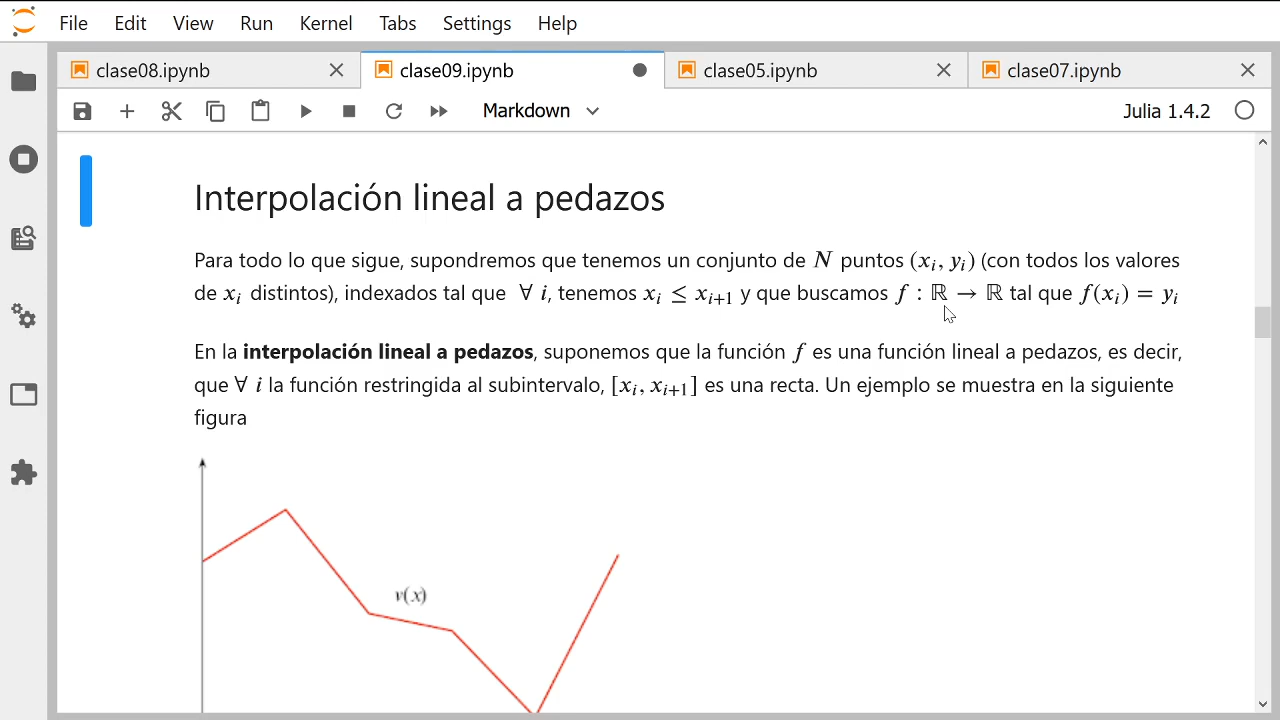 File Edit View Run Kernel Tabs Settings Help
clase08.ipynb clase09.ipynb clase05.ipynb clase07.ipynb
Markdown Julia 1.4.2
Interpolación lineal a pedazos
Para todo lo que sigue, supondremos que tenemos un conjunto de N puntos (xᵢ, yᵢ) (con todos los valores
de xᵢ distintos), indexados tal que ∀ i, tenemos xᵢ ≤ xᵢ₊₁ y que buscamos f : ℝ → ℝ tal que f(xᵢ) = yᵢ
En la interpolación lineal a pedazos, suponemos que la función f es una función lineal a pedazos, es decir,
que ∀ i la función restringida al subintervalo, [xᵢ, xᵢ₊₁] es una recta. Un ejemplo se muestra en la siguiente
figura
v(x)